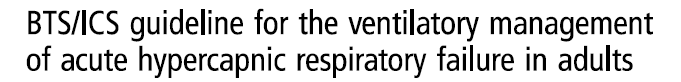 BTS/ICS guideline for the ventilatory management
of acute hypercapnic respiratory failure in adults